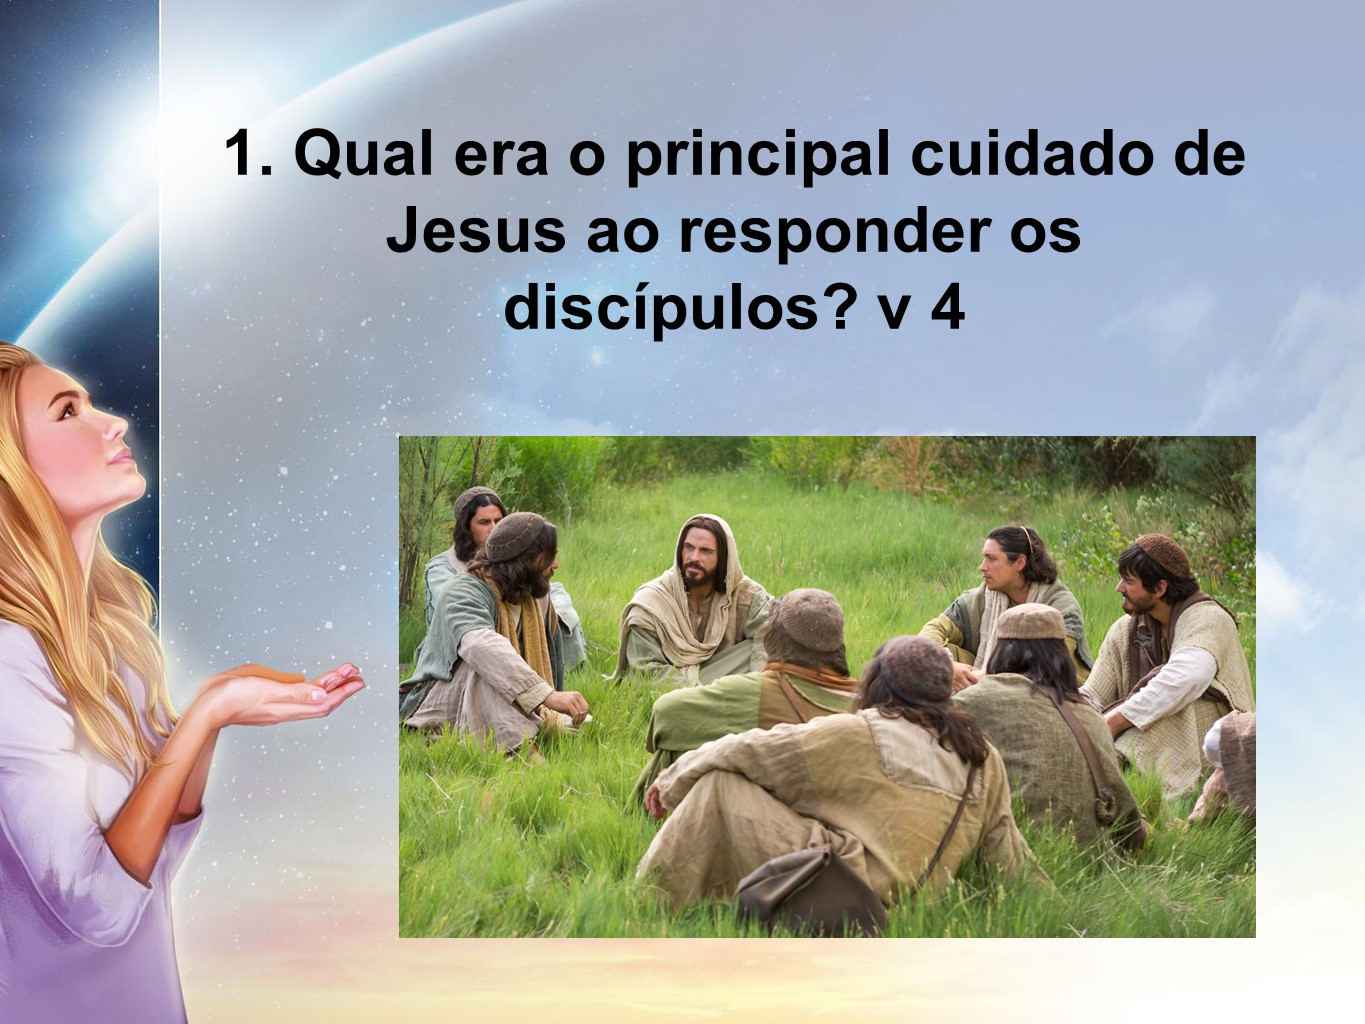 1. Qual era o principal cuidado de
Jesus ao responder os
discípulos? v 4